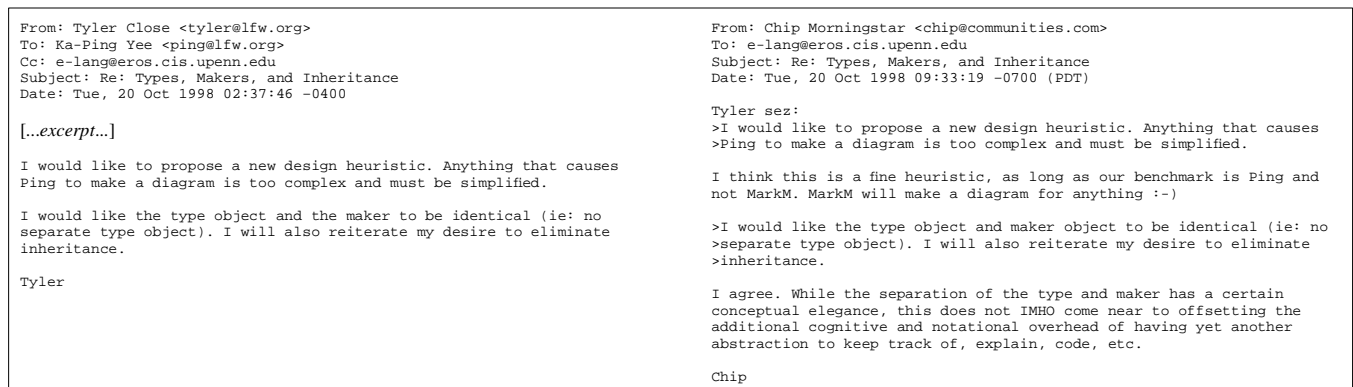 From: Tyler Close <tyler@lfw.org>
To: Ka-Ping Yee <ping@lfw.org>
Cc: e-lang@eros.cis.upenn.edu
Subject: Re: Types, Makers, and Inheritance
Date: Tue, 20 Oct 1998 02:37:46 -0400
[...excerpt...]
I would like to propose a new design heuristic. Anything that causes
Ping to make a diagram is too complex and must be simplified.
I would like the type object and the maker to be identical (ie: no
separate type object). I will also reiterate my desire to eliminate
inheritance.
Tyler
From: Chip Morningstar <chip@communities.com>
To: e-lang@eros.cis.upenn.edu
Subject: Re: Types, Makers, and Inheritance
Date: Tue, 20 Oct 1998 09:33:19 -0700 (PDT)
Tyler sez:
>I would like to propose a new design heuristic. Anything that causes
>Ping to make a diagram is too complex and must be simplified.
I think this is a fine heuristic, as long as our benchmark is Ping and
not MarkM. MarkM will make a diagram for anything :-)
>I would like the type object and maker object to be identical (ie: no
>separate type object). I will also reiterate my desire to eliminate
>inheritance.
I agree. While the separation of the type and maker has a certain
conceptual elegance, this does not IMHO come near to offsetting the
additional cognitive and notational overhead of having yet another
abstraction to keep track of, explain, code, etc.
Chip